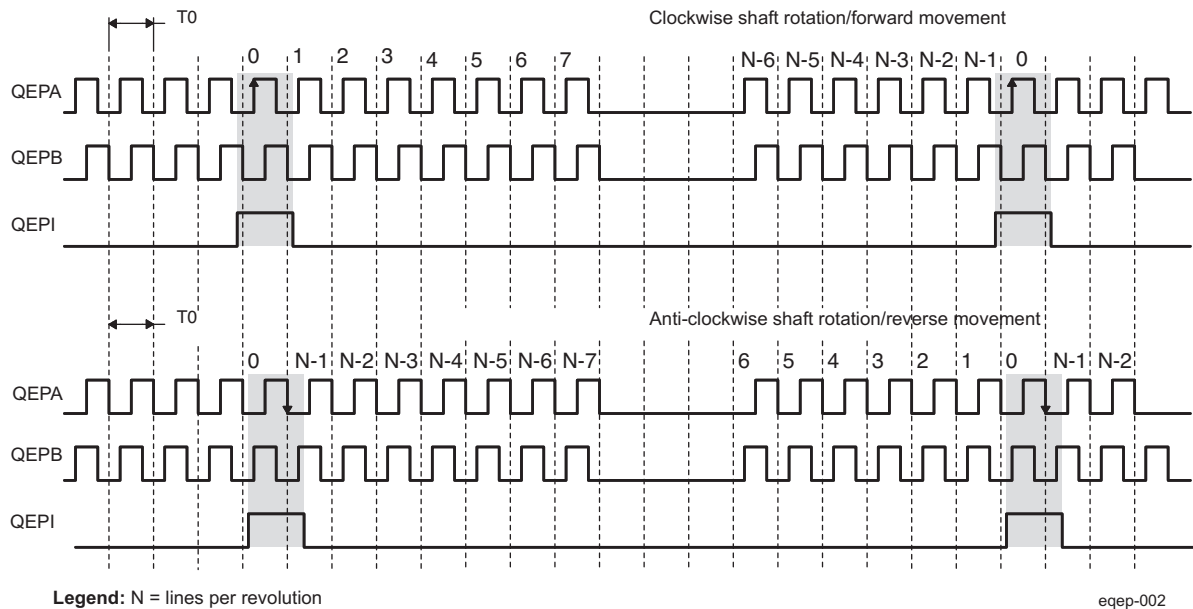 T0 Clockwise shaft rotation/forward movement
0 1 2 3 4 5 6 7 N-6 N-5 N-4 N-3 N-2 N-1 0
QEPA
QEPB
QEPI
T0 Anti-clockwise shaft rotation/reverse movement
0 N-1 N-2 N-3 N-4 N-5 N-6 N-7 6 5 4 3 2 1 0 N-1 N-2
QEPA
QEPB
QEPI
Legend: N = lines per revolution eqep-002